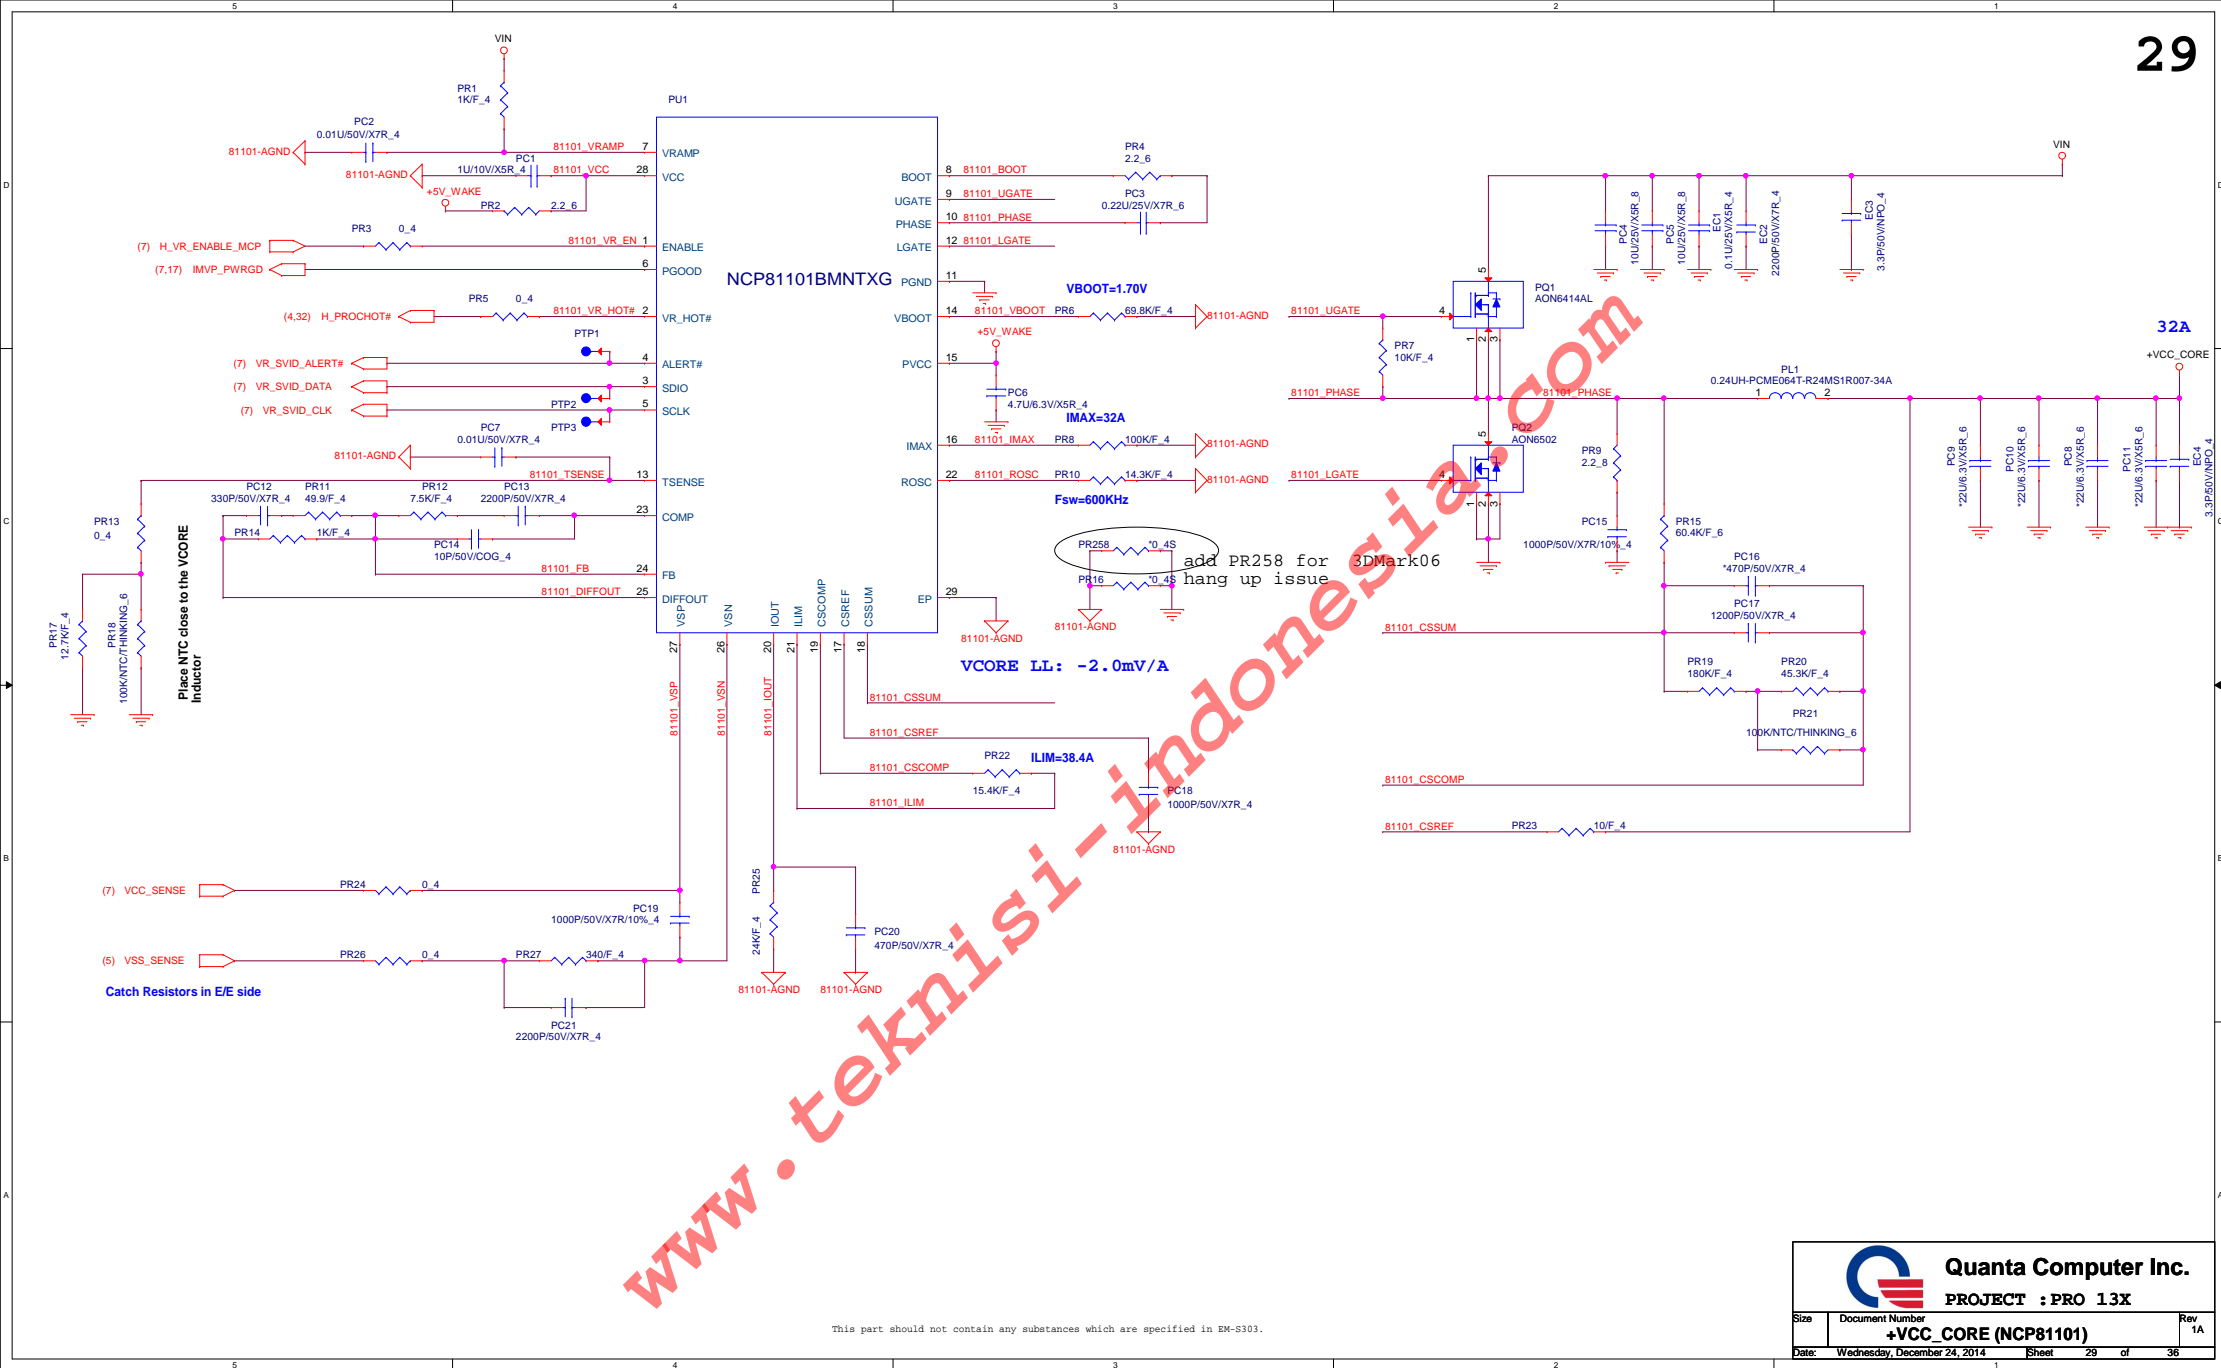 5
4
3
2
1
29
VIN
PR1
1K/F_4
PU1
PC2
0.01U/50V/X7R_4
81101-AGND
81101_VRAMP
7
VRAMP
PC1
1U/10V/X5R_4
81101-AGND
81101_VCC
28
VCC
+5V_WAKE
PR2
2.2_6
PR3
0_4
(7) H_VR_ENABLE_MCP
81101_VR_EN
1
ENABLE
(7,17) IMVP_PWRGD
6
PGOOD
PR5
0_4
(4,32) H_PROCHOT#
81101_VR_HOT#
2
VR_HOT#
PTP1
(7) VR_SVID_ALERT#
4
ALERT#
(7) VR_SVID_DATA
3
SDIO
PTP2
(7) VR_SVID_CLK
5
SCLK
PTP3
PC7
0.01U/50V/X7R_4
81101-AGND
81101_TSENSE
13
TSENSE
PC12
330P/50V/X7R_4
PR11
49.9/F_4
PR12
7.5K/F_4
PC13
2200P/50V/X7R_4
23
COMP
PR14
1K/F_4
PC14
10P/50V/COG_4
PR13
0_4
81101_FB
24
FB
81101_DIFFOUT
25
DIFFOUT
PR17
12.7K/F_4
PR18
100K/NTC/THINKING_6
Place NTC close to the VCORE
Inductor
NCP81101BMNTXG
BOOT
8
81101_BOOT
UGATE
9
81101_UGATE
PHASE
10
81101_PHASE
LGATE
12
81101_LGATE
PR4
2.2_6
PC3
0.22U/25V/X7R_6
PGND
11
VBOOT=1.70V
VBOOT
14
81101_VBOOT
PR6
69.8K/F_4
81101-AGND
+5V_WAKE
PVCC
15
PC6
4.7U/6.3V/X5R_4
IMAX=32A
IMAX
16
81101_IMAX
PR8
100K/F_4
81101-AGND
ROSC
22
81101_ROSC
PR10
14.3K/F_4
81101-AGND
Fsw=600KHz
PR258
*0_4S
add PR258 for 3DMark06
hang up issue
PR16
*0_4S
81101-AGND
EP
29
81101-AGND
VSP
VSN
IOUT
ILIM
CSCOMP
CSREF
CSSUM
27
26
20
21
19
17
18
81101_VSP
81101_VSN
81101_IOUT
VCORE LL: -2.0mV/A
81101_CSSUM
81101_CSREF
81101_CSCOMP
PR22
15.4K/F_4
ILIM=38.4A
81101_ILIM
PC18
1000P/50V/X7R_4
81101-AGND
(7) VCC_SENSE
PR24
0_4
PC19
1000P/50V/X7R/10%_4
(5) VSS_SENSE
PR26
0_4
PR27
340/F_4
PC21
2200P/50V/X7R_4
Catch Resistors in E/E side
PR25
24K/F_4
81101-AGND
PC20
470P/50V/X7R_4
81101-AGND
VIN
PC4
10U/25V/X5R_8
PC5
10U/25V/X5R_8
EC1
0.1U/25V/X5R_4
EC2
2200P/50V/X7R_4
EC3
3.3P/50V/NPO_4
5
PQ1
AON6414AL
81101_UGATE
4
1
2
3
PR7
10K/F_4
81101_PHASE
81101_PHASE
PL1
0.24UH-PCME064T-R24MS1R007-34A
1
2
32A
+VCC_CORE
5
PQ2
AON6502
81101_LGATE
4
1
2
3
PR9
2.2_8
PC15
1000P/50V/X7R/10%_4
PR15
60.4K/F_6
PC9
*22U/6.3V/X5R_6
PC10
*22U/6.3V/X5R_6
PC8
*22U/6.3V/X5R_6
PC11
*22U/6.3V/X5R_6
EC4
3.3P/50V/NPO_4
PC16
*470P/50V/X7R_4
PC17
1200P/50V/X7R_4
81101_CSSUM
PR19
180K/F_4
PR20
45.3K/F_4
PR21
100K/NTC/THINKING_6
81101_CSCOMP
81101_CSREF
PR23
10/F_4
www.teknisi-indonesia.com
D
C
B
A
D
C
B
A
Quanta Computer Inc.
PROJECT : PRO 13X
Size
Document Number
Rev
+VCC_CORE (NCP81101)
1A
Date: Wednesday, December 24, 2014
Sheet 29 of 36
This part should not contain any substances which are specified in EM-S303.
5
4
3
2
1